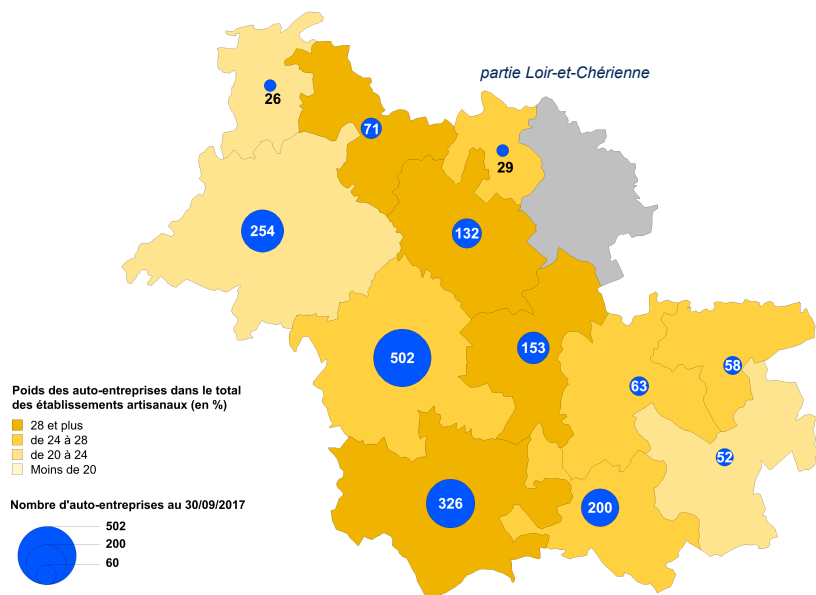 partie Loir-et-Chérienne
26
71
29
254
132
502
153
58
63
52
326
200
Poids des auto-entreprises dans le total
des établissements artisanaux (en %)
28 et plus
de 24 à 28
de 20 à 24
Moins de 20
Nombre d'auto-entreprises au 30/09/2017
502
200
60